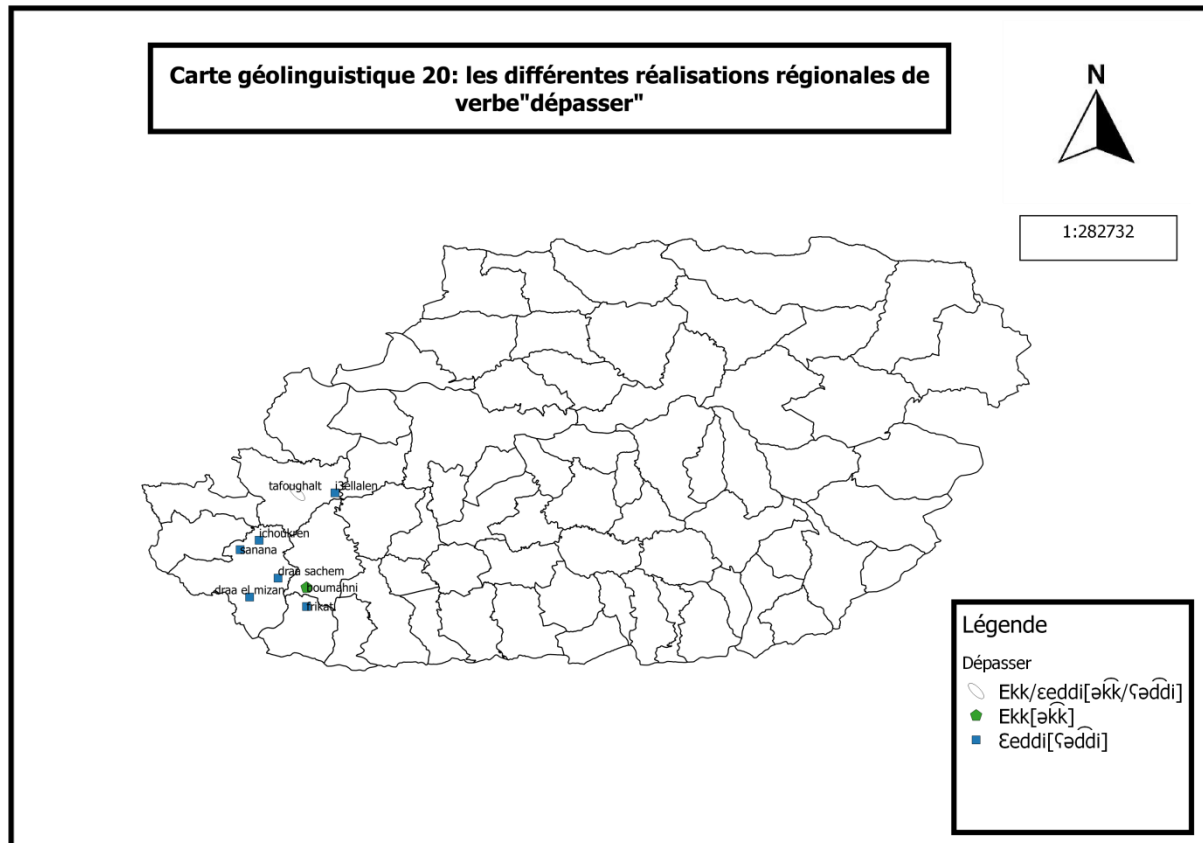 Carte géolinguistique 20: les différentes réalisations régionales de
verbe"dépasser"
N
1:282732
tafoughalt
i3ellalen
ichoukren
sanana
draa sachem
draa el mizan
boumahni
frikat
Légende
Dépasser
Ekk/ɛeddi[ək͡k/ʕəd͡di]
Ekk[ək͡k]
Ɛeddi[ʕəd͡di]